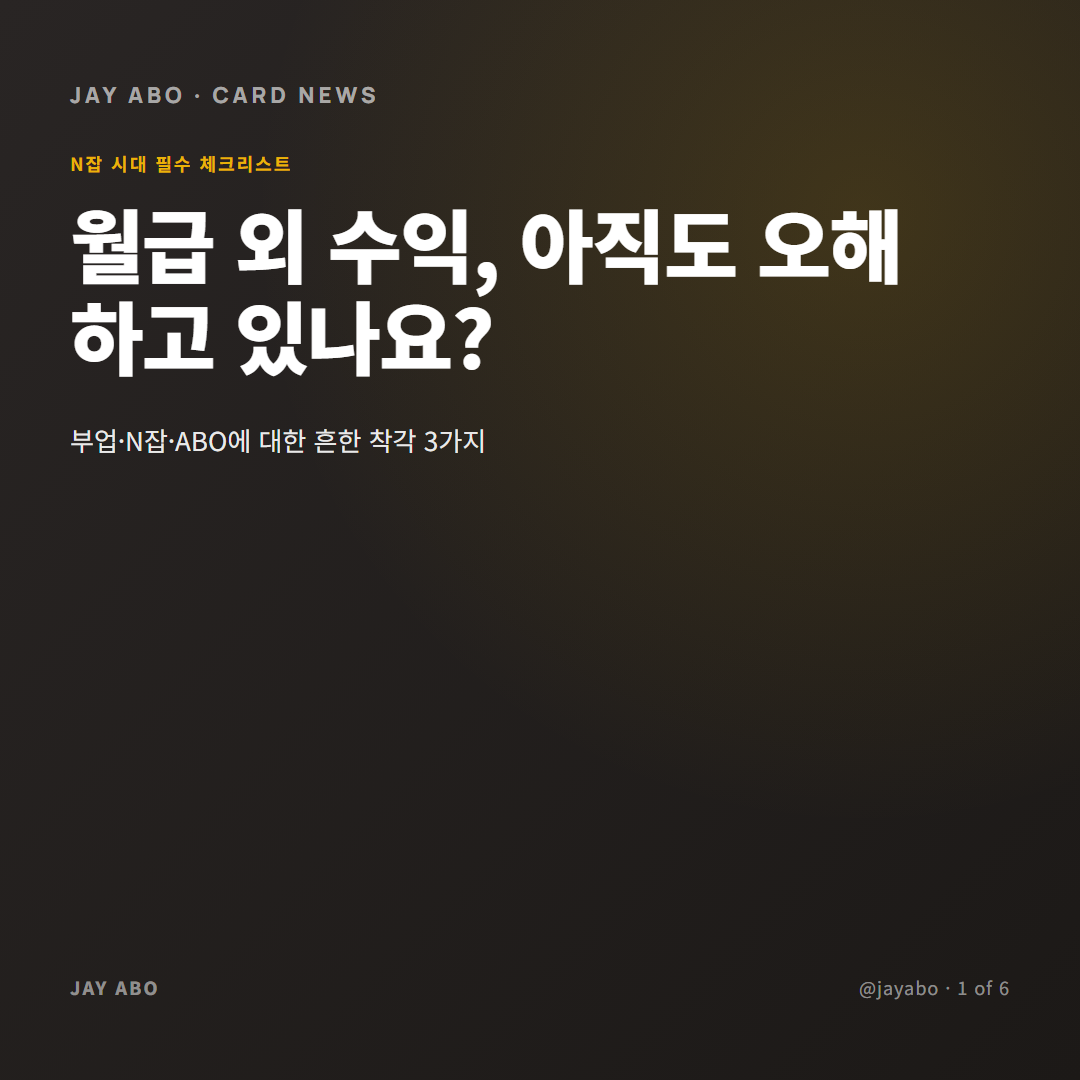 JAY ABO · CARD NEWS
N잡 시대 필수 체크리스트
월급 외 수익, 아직도 오해
하고 있나요?
부업·N잡·ABO에 대한 흔한 착각 3가지
JAY ABO
@jayabo · 1 of 6